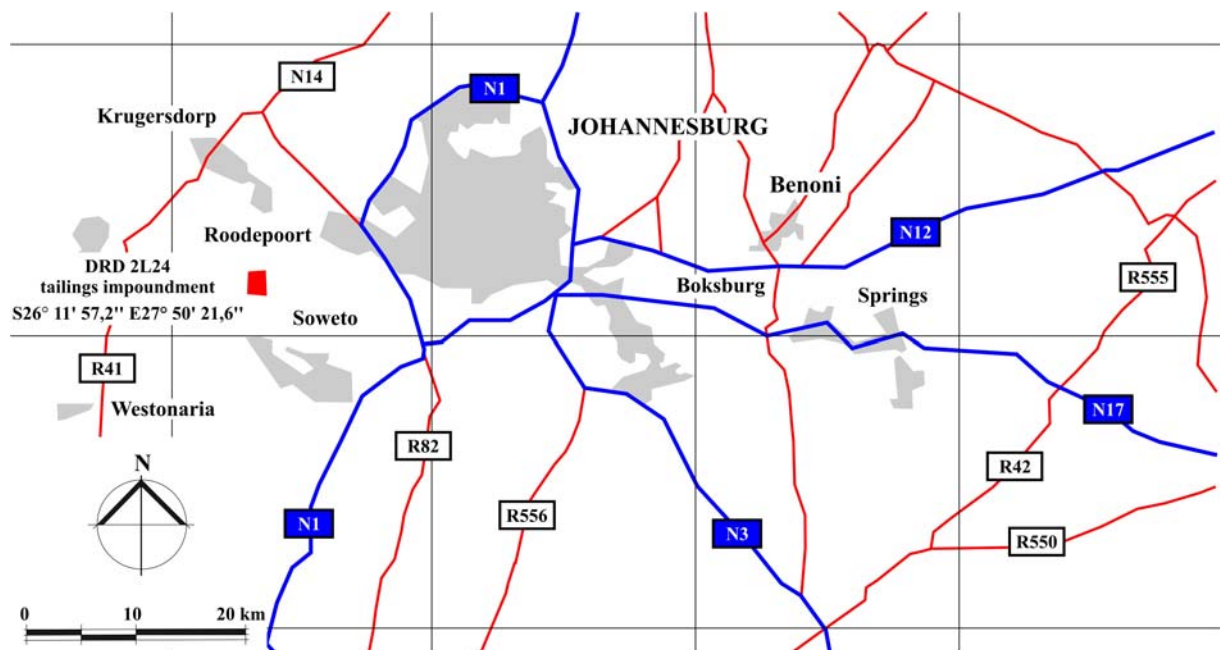 N1
N14
Krugersdorp
JOHANNESBURG
Benoni
Roodepoort
N12
DRD 2L24
tailings impoundment
S26° 11' 57,2'' E27° 50' 21,6''
Boksburg
R555
Springs
Soweto
R41
Westonaria
N17
R82
N
R42
R556
N1
N3
R550
0 10 20 km